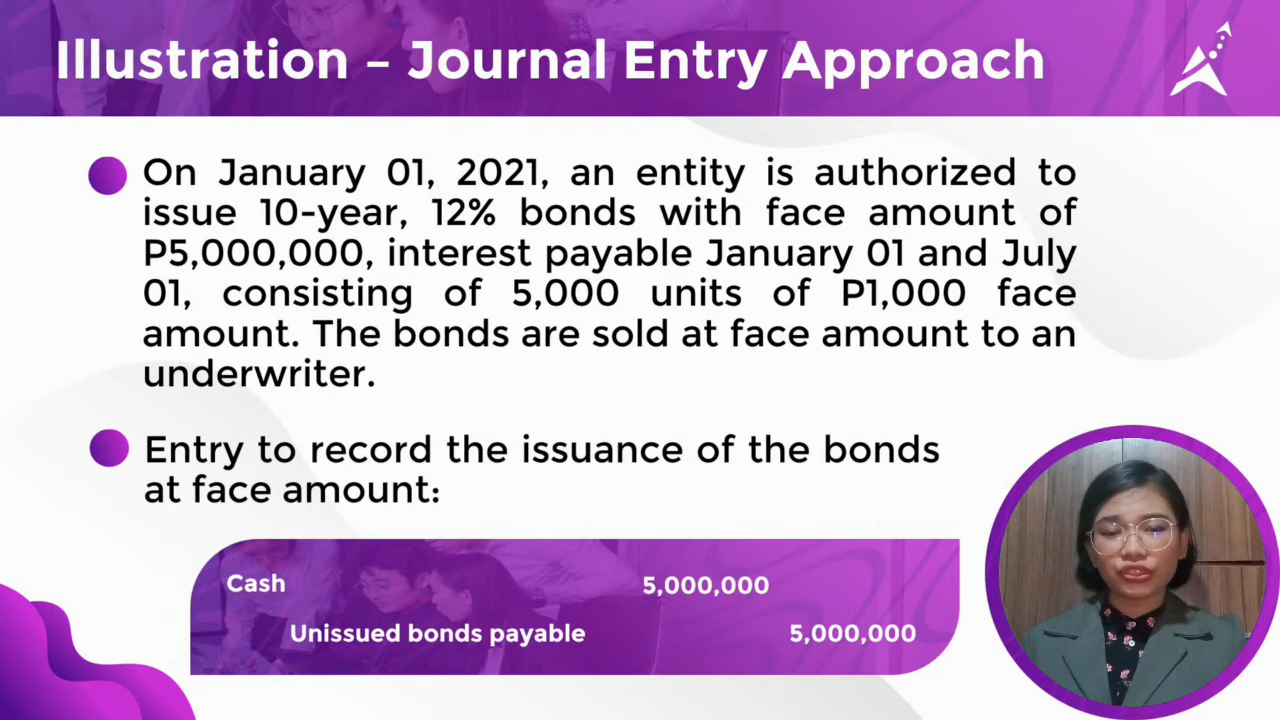 Illustration – Journal Entry Approach
On January 01, 2021, an entity is authorized to
issue 10-year, 12% bonds with face amount of
P5,000,000, interest payable January 01 and July
01, consisting of 5,000 units of P1,000 face
amount. The bonds are sold at face amount to an
underwriter.
Entry to record the issuance of the bonds
at face amount:
Cash 5,000,000
Unissued bonds payable 5,000,000